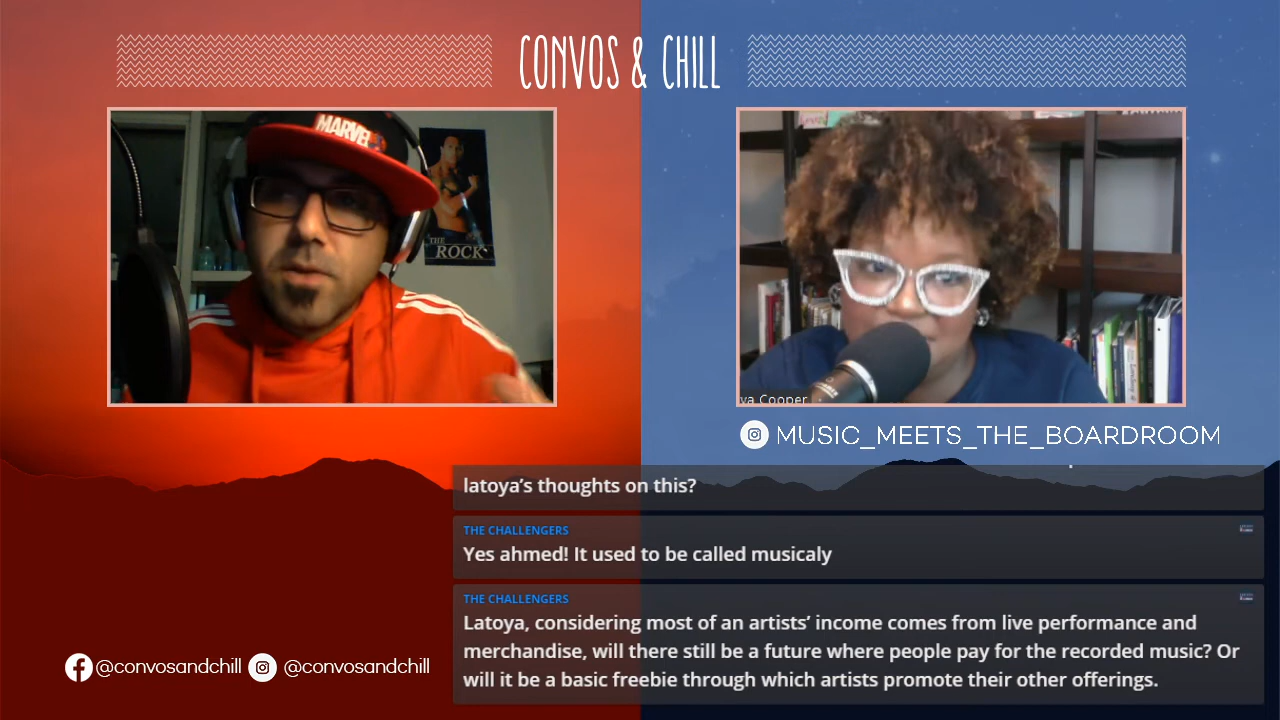 CONVOS & CHILL
MARVEL
THE
ROCK
ya Cooper
MUSIC_MEETS_THE_BOARDROOM
latoya’s thoughts on this?
THE CHALLENGERS
Yes ahmed! It used to be called musicaly
THE CHALLENGERS
Latoya, considering most of an artists’ income comes from live performance and
merchandise, will there still be a future where people pay for the recorded music? Or
will it be a basic freebie through which artists promote their other offerings.
@convosandchill @convosandchill